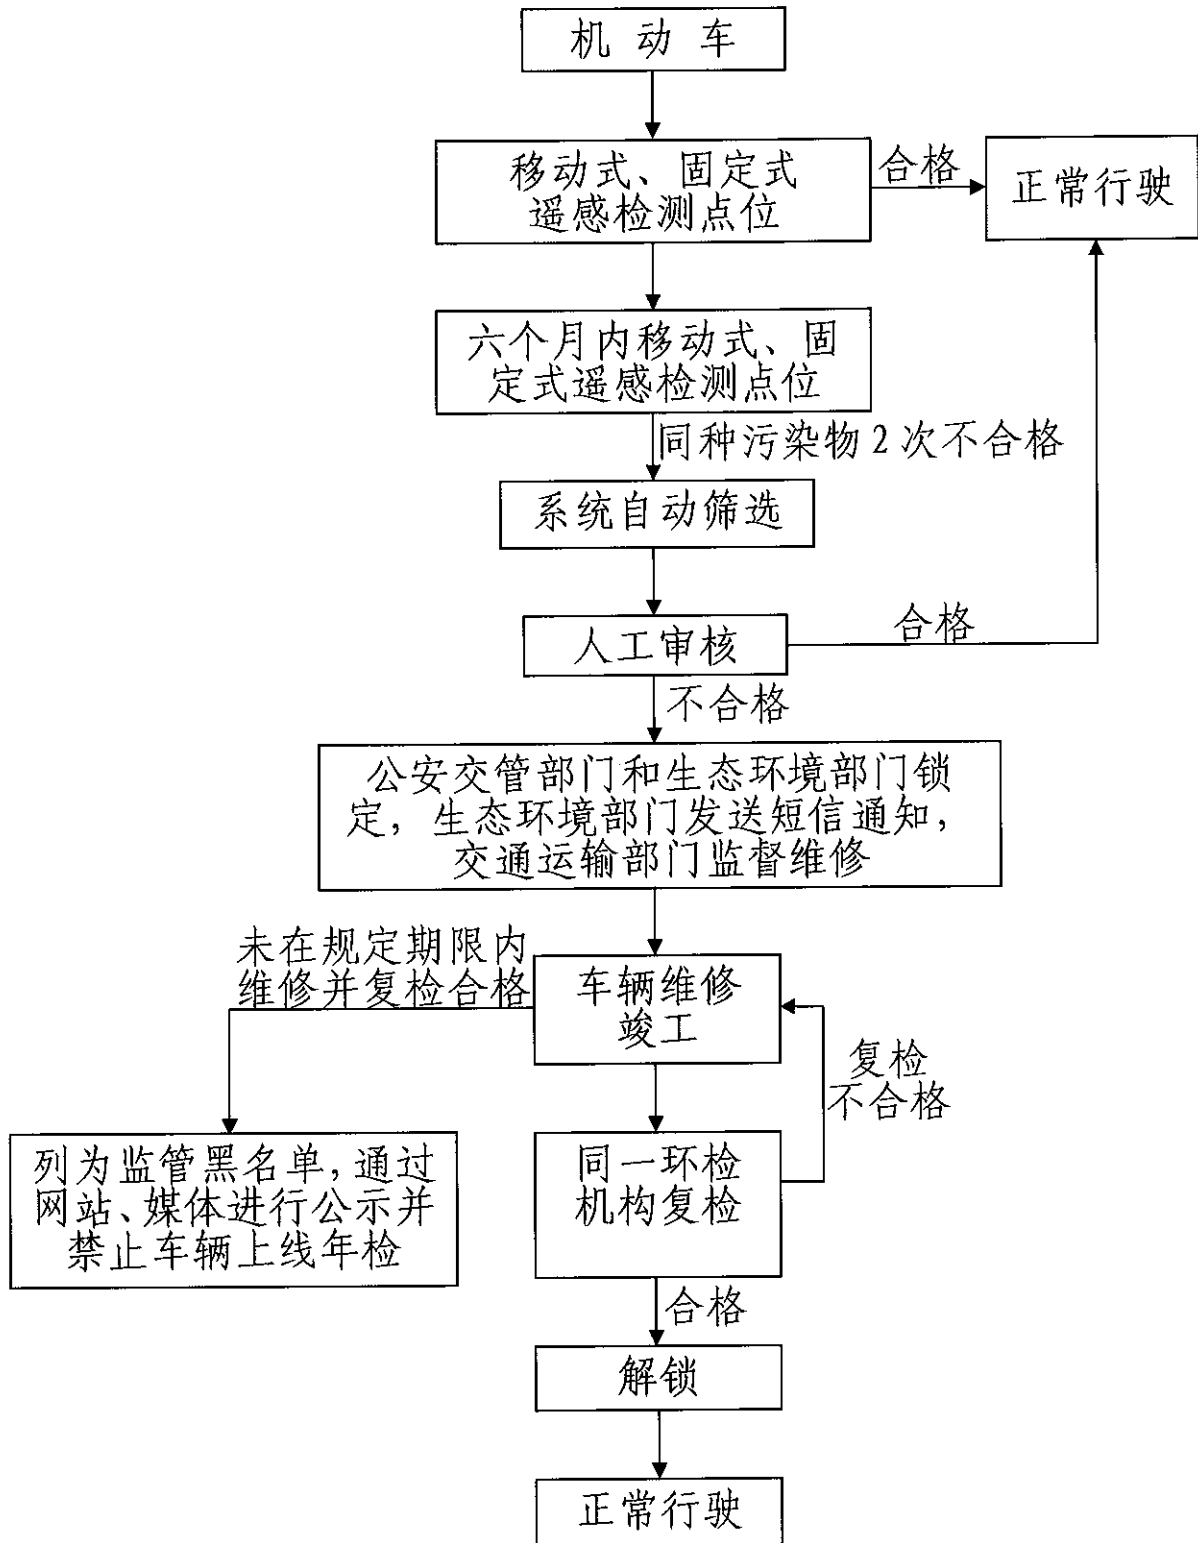 机动车
移动式、固定式
遥感检测点位
合格
正常行驶
六个月内移动式、固
定式遥感检测点位
同种污染物2次不合格
系统自动筛选
人工审核
合格
不合格
公安交管部门和生态环境部门锁
定，生态环境部门发送短信通知，
交通运输部门监督维修
未在规定期限内
维修并复检合格
车辆维修
竣工
复检
不合格
列为监管黑名单，通过
网站、媒体进行公示并
禁止车辆上线年检
同一环检
机构复检
合格
解锁
正常行驶